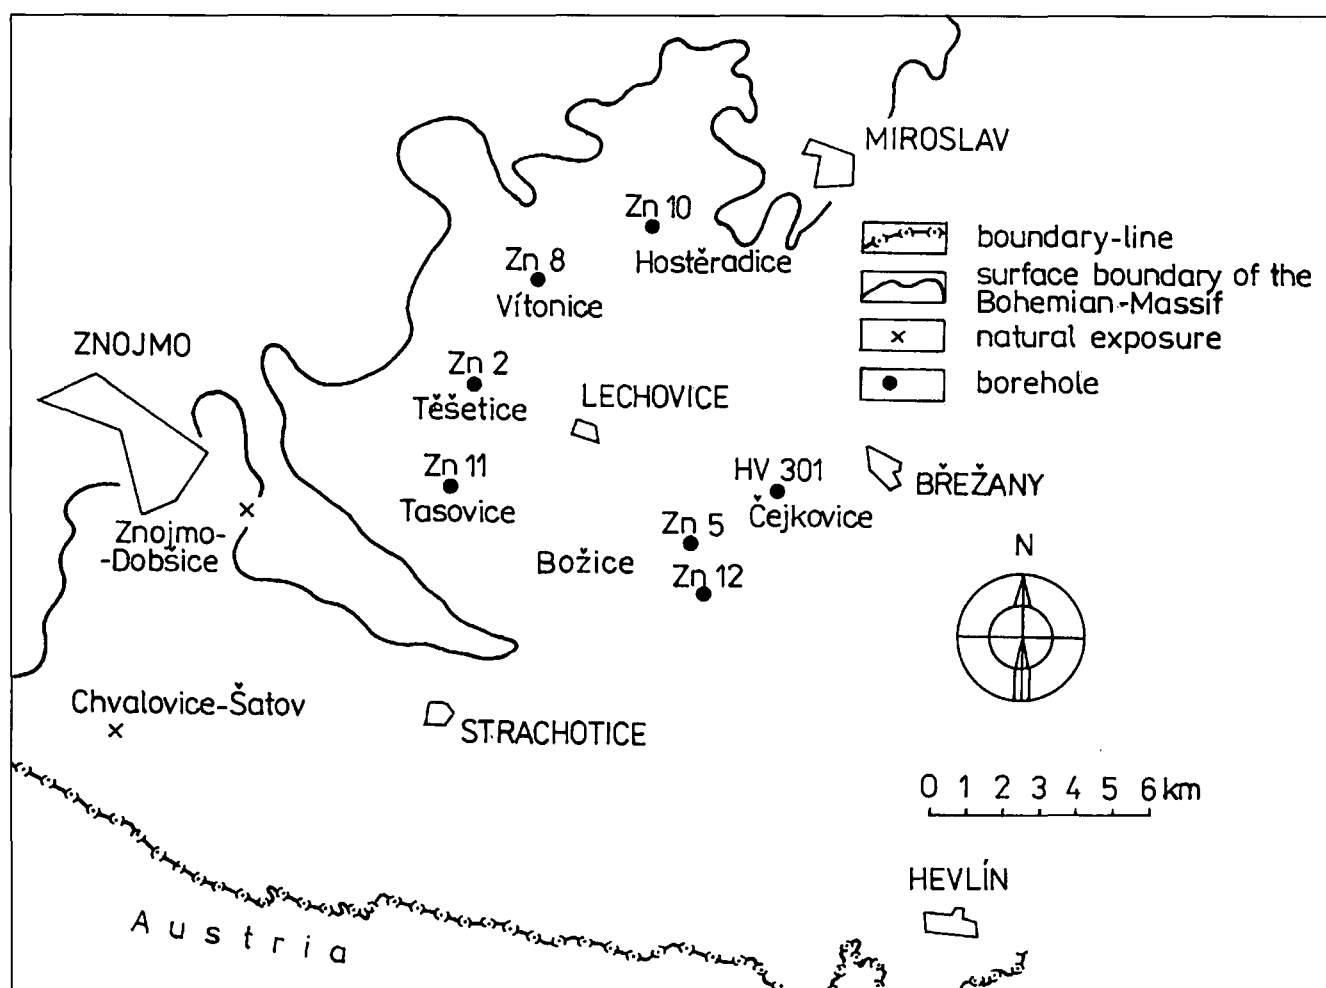 MIROSLAV
Zn 10
Hostěradice
Zn 8
Vítonice
boundary-line
surface boundary of the
Bohemian-Massif
natural exposure
borehole
ZNOJMO
Zn 2
Těšetice
LECHOVICE
Zn 11
Tasovice
HV 301
Čejkovice
BŘEŽANY
Znojmo-
-Dobšice
Zn 5
Božice
Zn 12
N
Chvalovice-Šatov
STRACHOTICE
0 1 2 3 4 5 6 km
HEVLÍN
Austria